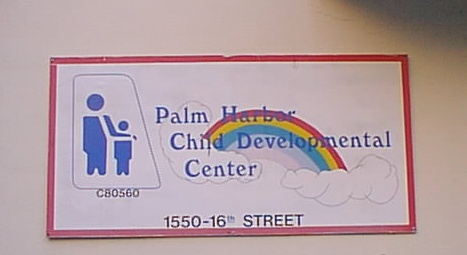 Palm Harbor
Child Developmental
Center
C80560
1550-16th STREET